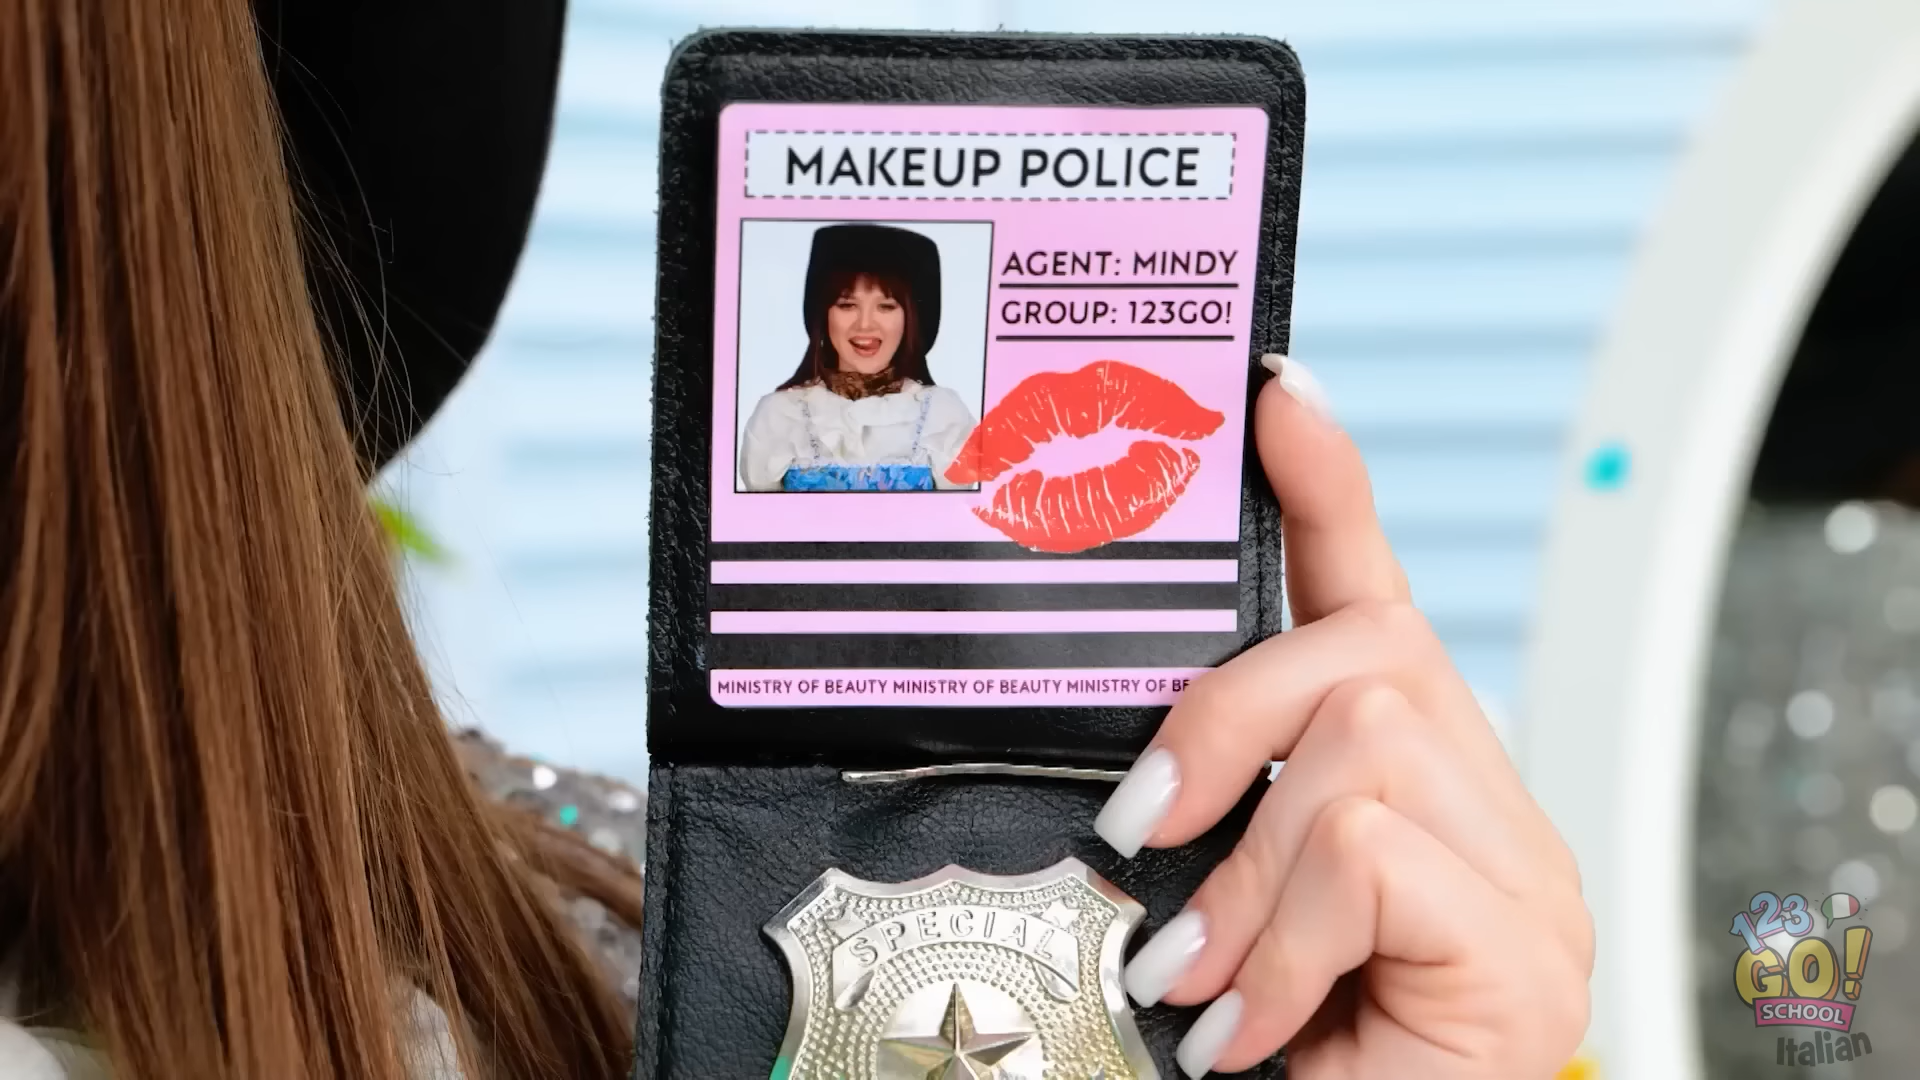 MAKEUP POLICE
AGENT: MINDY
GROUP: 123GO!
MINISTRY OF BEAUTY MINISTRY OF BEAUTY MINISTRY OF
SPECIAL
123
GO!
SCHOOL
Italian